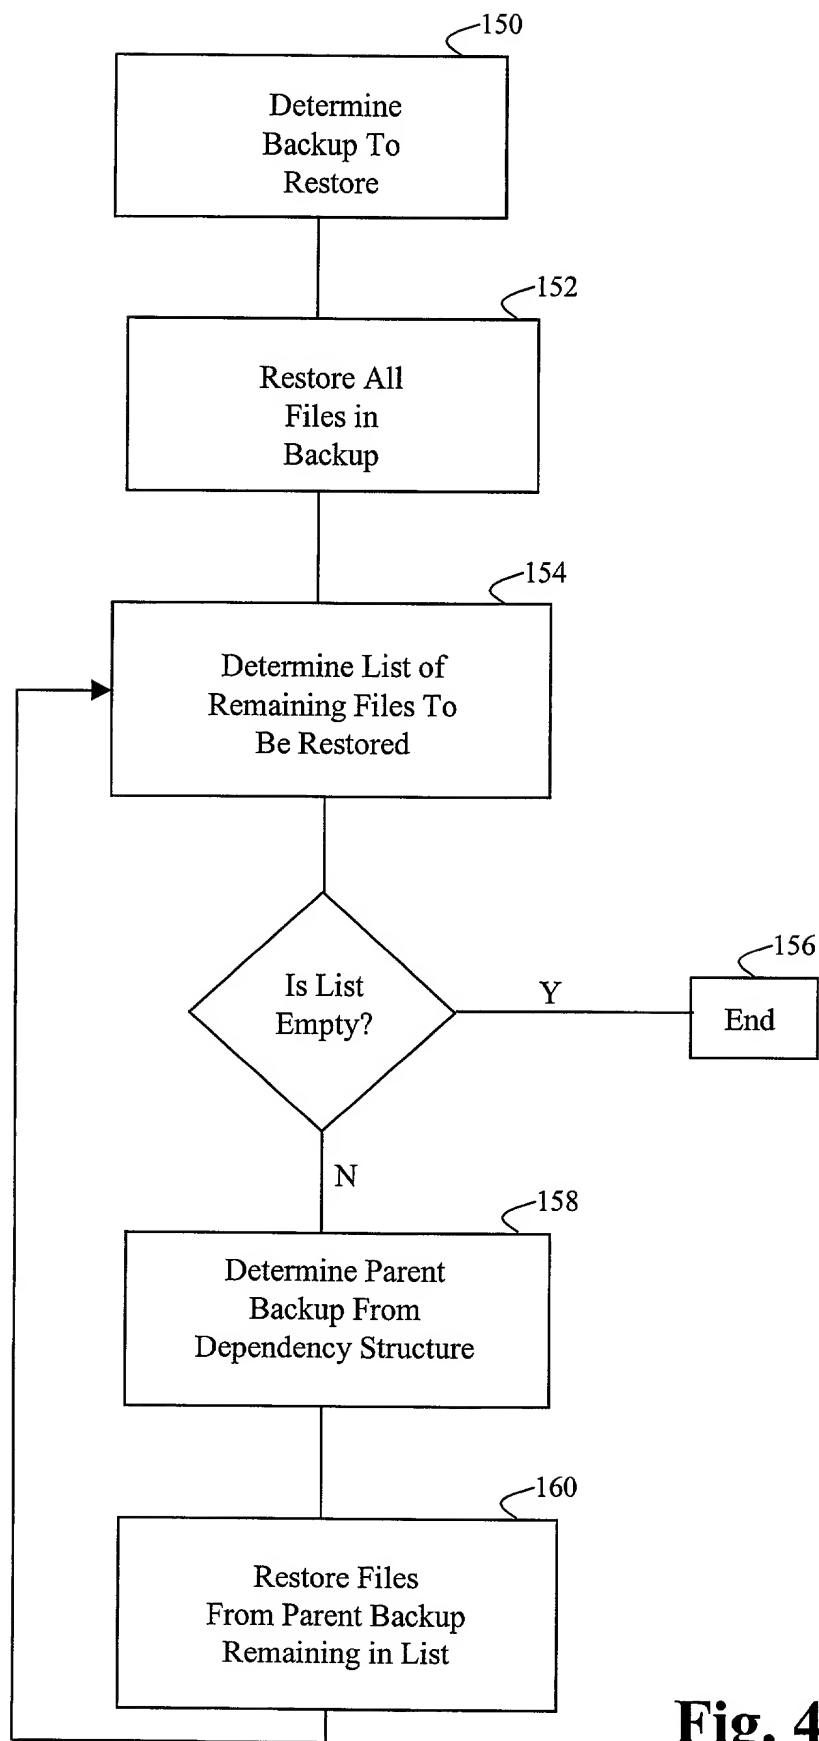 150
Determine
Backup To
Restore
152
Restore All
Files in
Backup
154
Determine List of
Remaining Files To
Be Restored
Is List
Empty?
Y
156
End
N
158
Determine Parent
Backup From
Dependency Structure
160
Restore Files
From Parent Backup
Remaining in List
Fig. 4